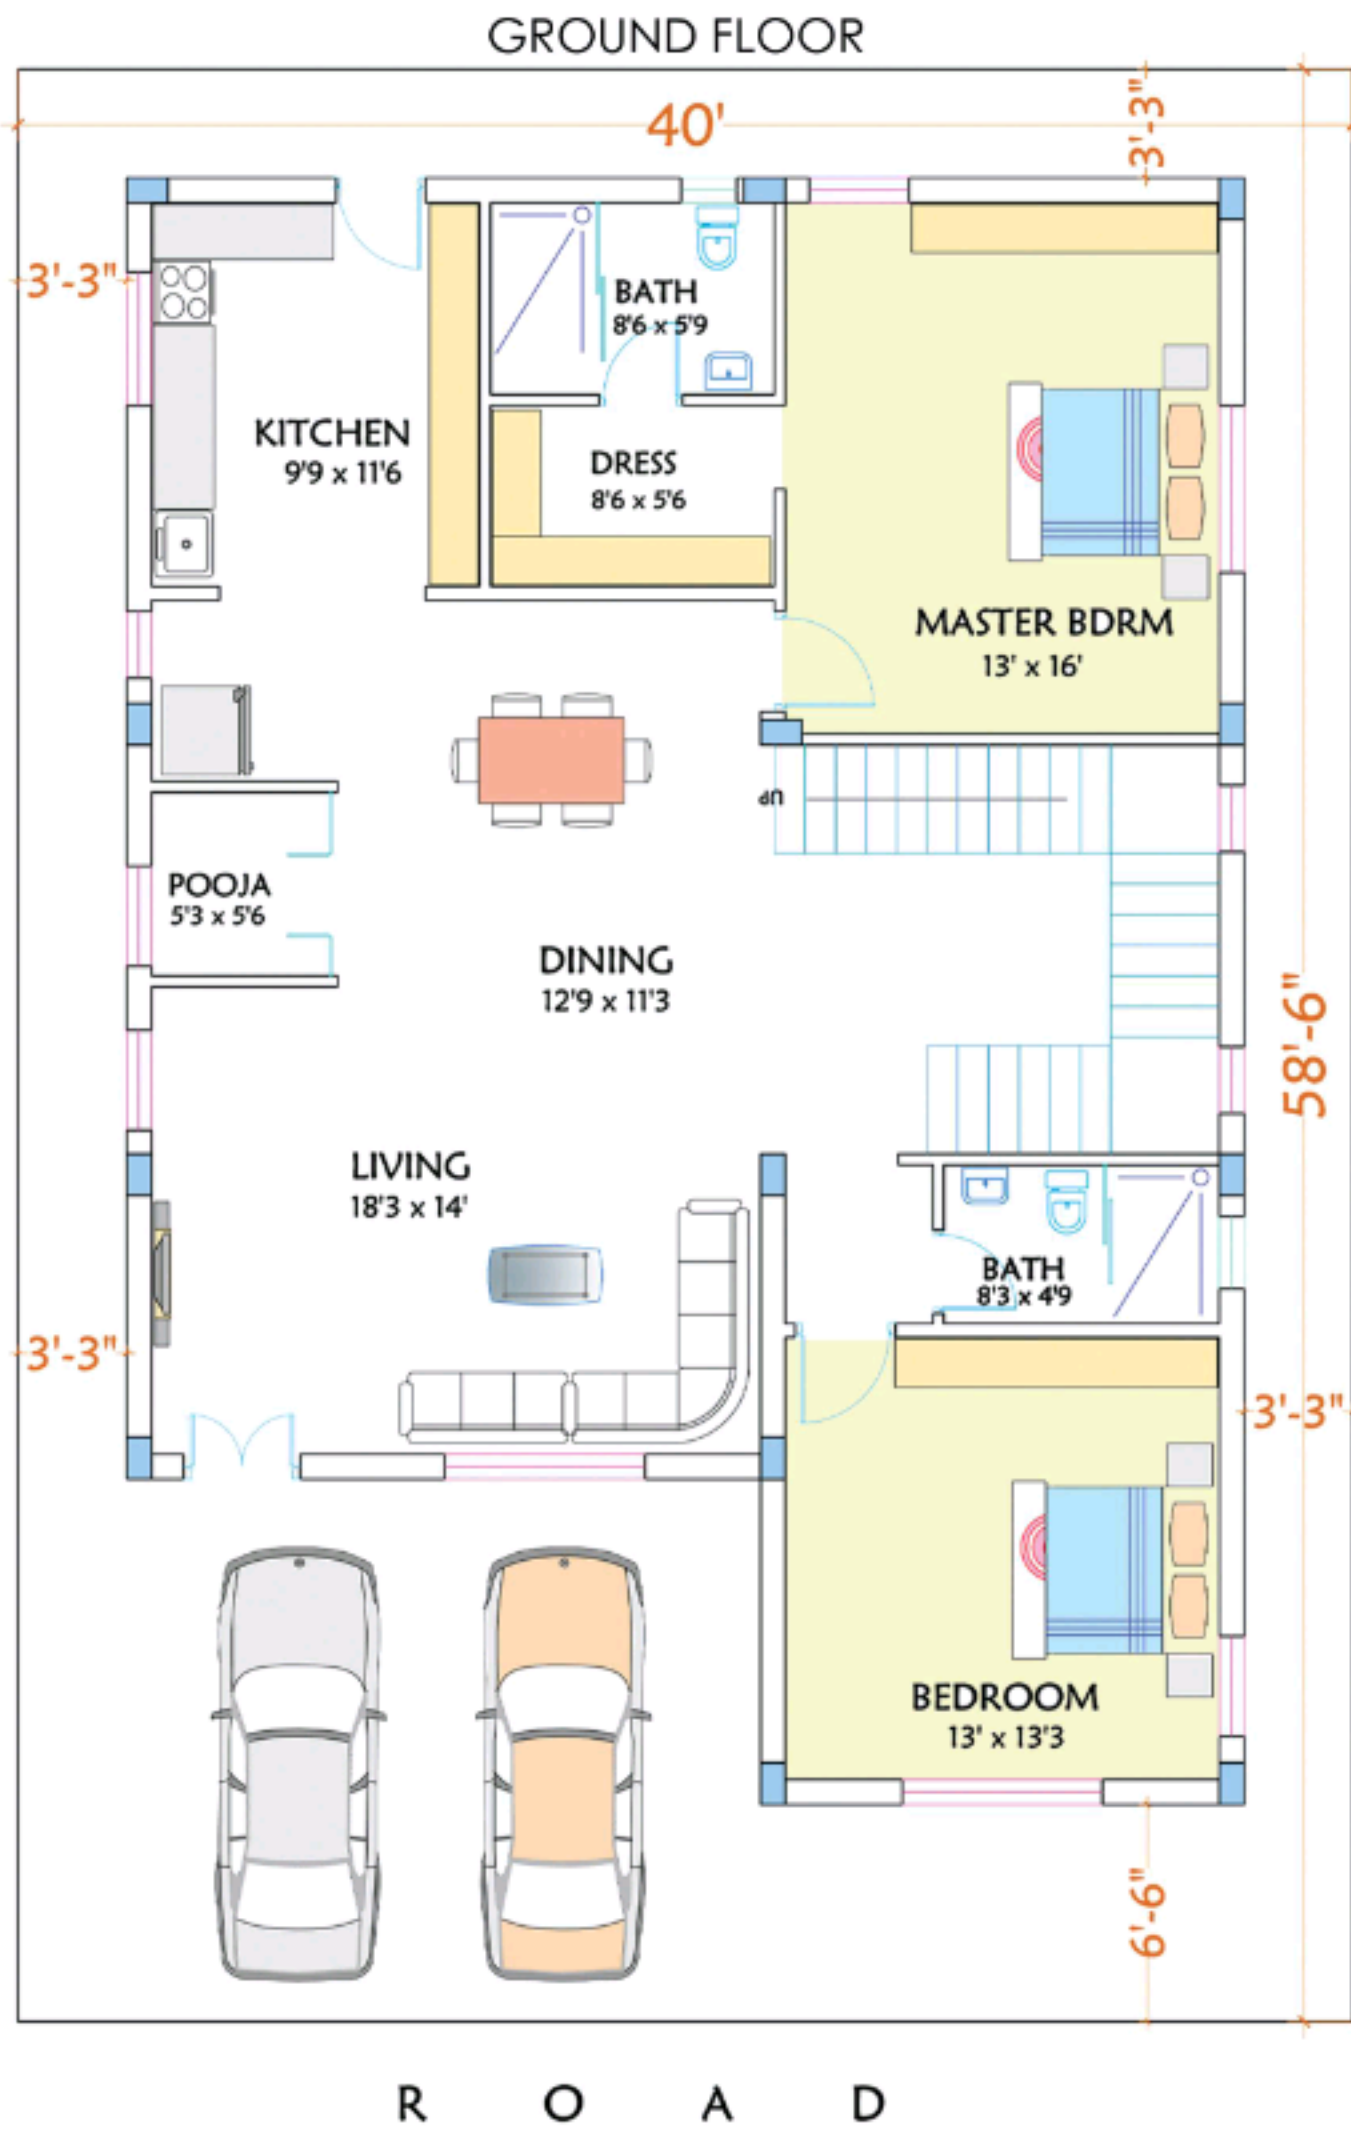 GROUND FLOOR
40'
3'-3"
3'-3"
BATH
8'6 x 5'9
KITCHEN
9'9 x 11'6
DRESS
8'6 x 5'6
MASTER BDRM
13' x 16'
UP
POOJA
5'3 x 5'6
DINING
12'9 x 11'3
58'-6"
LIVING
18'3 x 14'
BATH
8'3 x 4'9
3'-3"
3'-3"
BEDROOM
13' x 13'3
6'-6"
R O A D